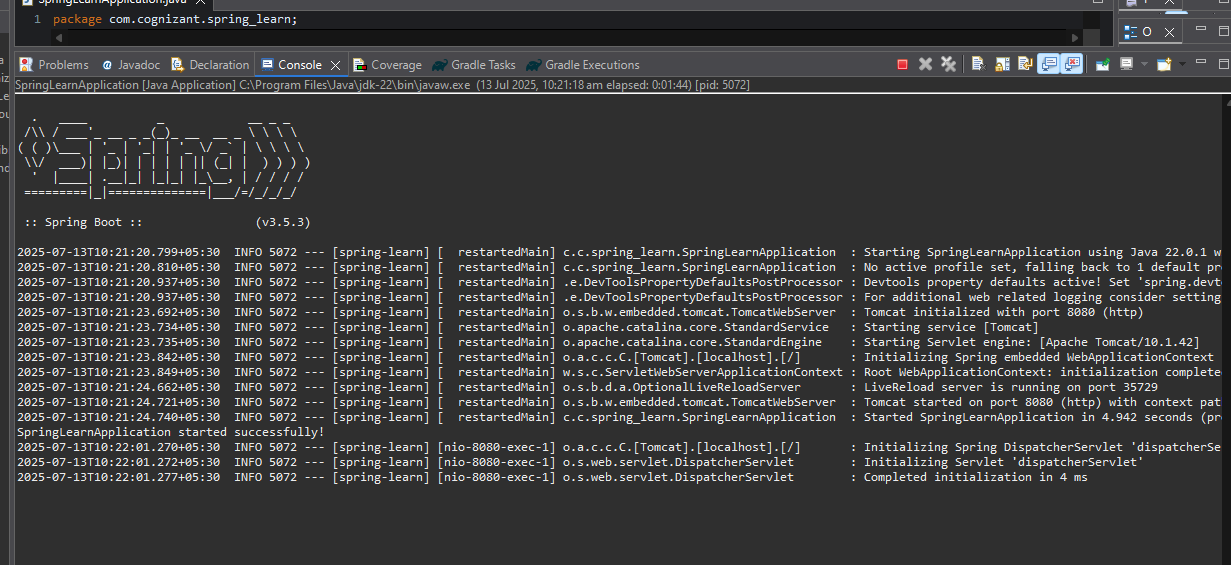 SpringLearnApplication.java
1 package com.cognizant.spring_learn;
Problems Javadoc Declaration Console Coverage Gradle Tasks Gradle Executions
SpringLearnApplication [Java Application] C:\Program Files\Java\jdk-22\bin\javaw.exe (13 Jul 2025, 10:21:18 am elapsed: 0:01:44) [pid: 5072]
  .   ____          _            __ _ _
 /\\ / ___'_ __ _ _(_)_ __  __ _ \ \ \ \
( ( )\___ | '_ | '_| | '_ \/ _` | \ \ \ \
 \\/  ___)| |_)| | | | | || (_| |  ) ) ) )
  '  |____| .__|_| |_|_| |_\__, | / / / /
 =========|_|==============|___/=/_/_/_/
:: Spring Boot :: (v3.5.3)
2025-07-13T10:21:20.799+05:30 INFO 5072 --- [spring-learn] [ restartedMain] c.c.spring_learn.SpringLearnApplication : Starting SpringLearnApplication using Java 22.0.1 w
2025-07-13T10:21:20.810+05:30 INFO 5072 --- [spring-learn] [ restartedMain] c.c.spring_learn.SpringLearnApplication : No active profile set, falling back to 1 default pr
2025-07-13T10:21:20.937+05:30 INFO 5072 --- [spring-learn] [ restartedMain] .e.DevToolsPropertyDefaultsPostProcessor : Devtools property defaults active! Set 'spring.devt
2025-07-13T10:21:20.937+05:30 INFO 5072 --- [spring-learn] [ restartedMain] .e.DevToolsPropertyDefaultsPostProcessor : For additional web related logging consider setting
2025-07-13T10:21:23.692+05:30 INFO 5072 --- [spring-learn] [ restartedMain] o.s.b.w.embedded.tomcat.TomcatWebServer : Tomcat initialized with port 8080 (http)
2025-07-13T10:21:23.734+05:30 INFO 5072 --- [spring-learn] [ restartedMain] o.apache.catalina.core.StandardService : Starting service [Tomcat]
2025-07-13T10:21:23.735+05:30 INFO 5072 --- [spring-learn] [ restartedMain] o.apache.catalina.core.StandardEngine : Starting Servlet engine: [Apache Tomcat/10.1.42]
2025-07-13T10:21:23.842+05:30 INFO 5072 --- [spring-learn] [ restartedMain] o.a.c.c.C.[Tomcat].[localhost].[/] : Initializing Spring embedded WebApplicationContext
2025-07-13T10:21:23.849+05:30 INFO 5072 --- [spring-learn] [ restartedMain] w.s.c.ServletWebServerApplicationContext : Root WebApplicationContext: initialization completed
2025-07-13T10:21:24.662+05:30 INFO 5072 --- [spring-learn] [ restartedMain] o.s.b.d.a.OptionalLiveReloadServer : LiveReload server is running on port 35729
2025-07-13T10:21:24.721+05:30 INFO 5072 --- [spring-learn] [ restartedMain] o.s.b.w.embedded.tomcat.TomcatWebServer : Tomcat started on port 8080 (http) with context pat
2025-07-13T10:21:24.740+05:30 INFO 5072 --- [spring-learn] [ restartedMain] c.c.spring_learn.SpringLearnApplication : Started SpringLearnApplication in 4.942 seconds (pr
SpringLearnApplication started successfully!
2025-07-13T10:22:01.270+05:30 INFO 5072 --- [spring-learn] [nio-8080-exec-1] o.a.c.c.C.[Tomcat].[localhost].[/] : Initializing Spring DispatcherServlet 'dispatcherSe
2025-07-13T10:22:01.272+05:30 INFO 5072 --- [spring-learn] [nio-8080-exec-1] o.s.web.servlet.DispatcherServlet : Initializing Servlet 'dispatcherServlet'
2025-07-13T10:22:01.277+05:30 INFO 5072 --- [spring-learn] [nio-8080-exec-1] o.s.web.servlet.DispatcherServlet : Completed initialization in 4 ms